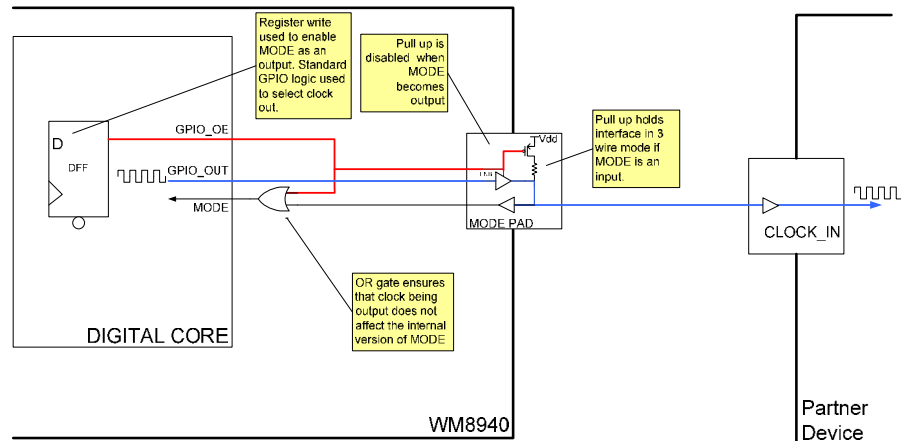 Register write
used to enable
MODE as an
output. Standard
GPIO logic used
to select clock
out.
Pull up is
disabled when
MODE
becomes
output
Pull up holds
interface in 3
wire mode if
MODE is an
input.
D
DFF
GPIO_OE
GPIO_OUT
MODE
Vdd
MODE PAD
CLOCK_IN
OR gate ensures
that clock being
output does not
affect the internal
version of MODE
DIGITAL CORE
WM8940
Partner
Device